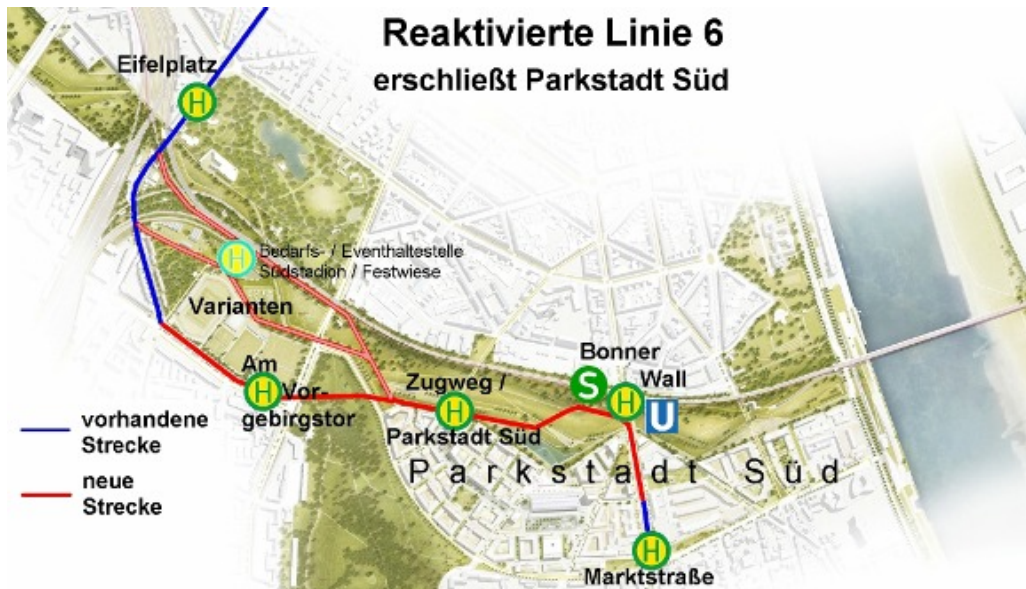 Reaktivierte Linie 6
erschließt Parkstadt Süd
Eifelplatz
H
H
Bedarfs- / Eventhaltestelle
Südstadion / Festwiese
Varianten
Am
H
Vor-
gebirgstor
Zugweg /
H
Parkstadt Süd
Bonner
Wall
S
H
U
Parkstadt Süd
H
Marktstraße
vorhandene
Strecke
neue
Strecke